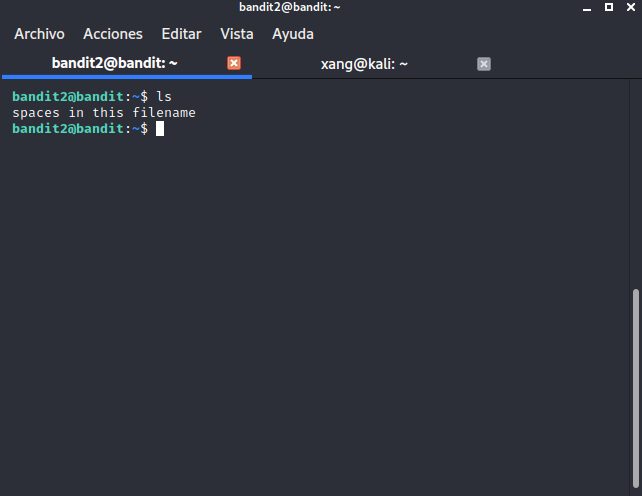 bandit2@bandit: ~
Archivo Acciones Editar Vista Ayuda
bandit2@bandit: ~ xang@kali: ~
bandit2@bandit:~$ ls
spaces in this filename
bandit2@bandit:~$